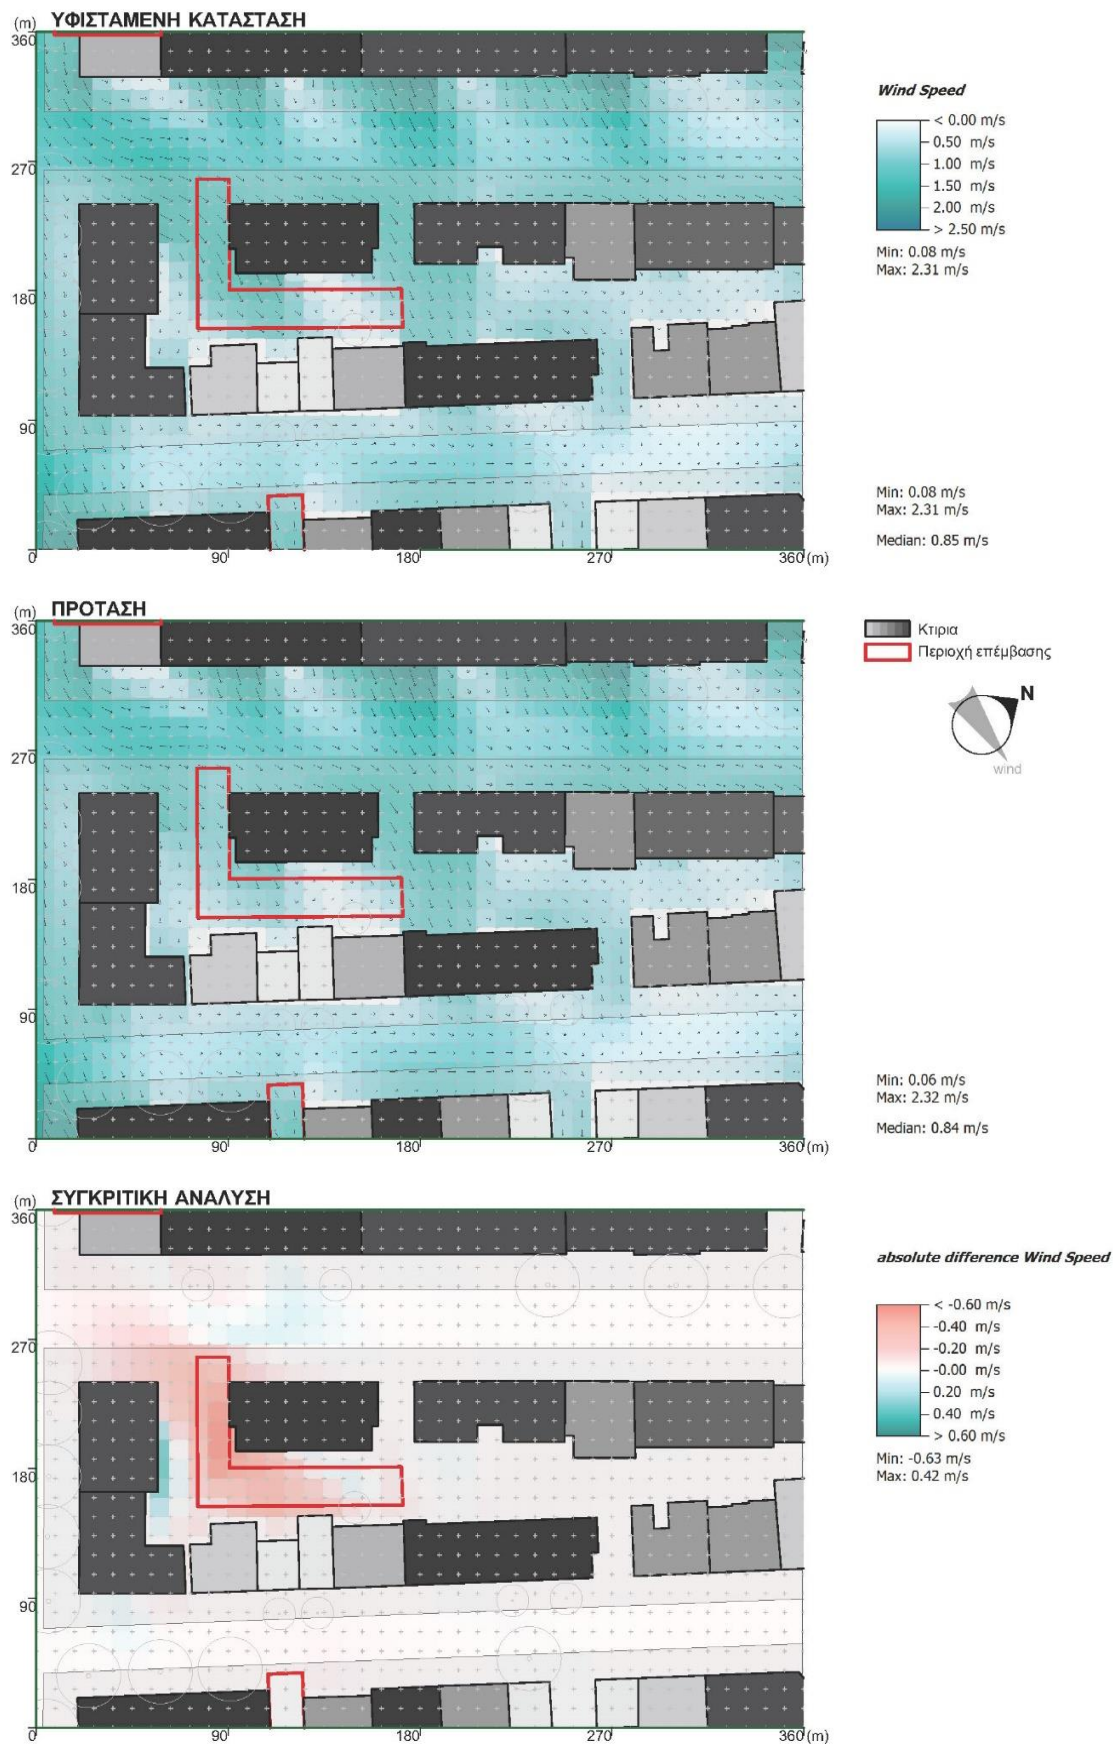 (m) ΥΦΙΣΤΑΜΕΝΗ ΚΑΤΑΣΤΑΣΗ
360
270
180
90
0 90 180 270 360 (m)
Wind Speed
< 0.00 m/s
0.50 m/s
1.00 m/s
1.50 m/s
2.00 m/s
> 2.50 m/s
Min: 0.08 m/s
Max: 2.31 m/s
Min: 0.08 m/s
Max: 2.31 m/s
Median: 0.85 m/s
(m) ΠΡΟΤΑΣΗ
360
270
180
90
0 90 180 270 360 (m)
Κτιρια
Περιοχή επέμβασης
N
wind
Min: 0.06 m/s
Max: 2.32 m/s
Median: 0.84 m/s
(m) ΣΥΓΚΡΙΤΙΚΗ ΑΝΑΛΥΣΗ
360
270
180
90
0 90 180 270 360 (m)
absolute difference Wind Speed
< -0.60 m/s
-0.40 m/s
-0.20 m/s
-0.00 m/s
0.20 m/s
0.40 m/s
> 0.60 m/s
Min: -0.63 m/s
Max: 0.42 m/s